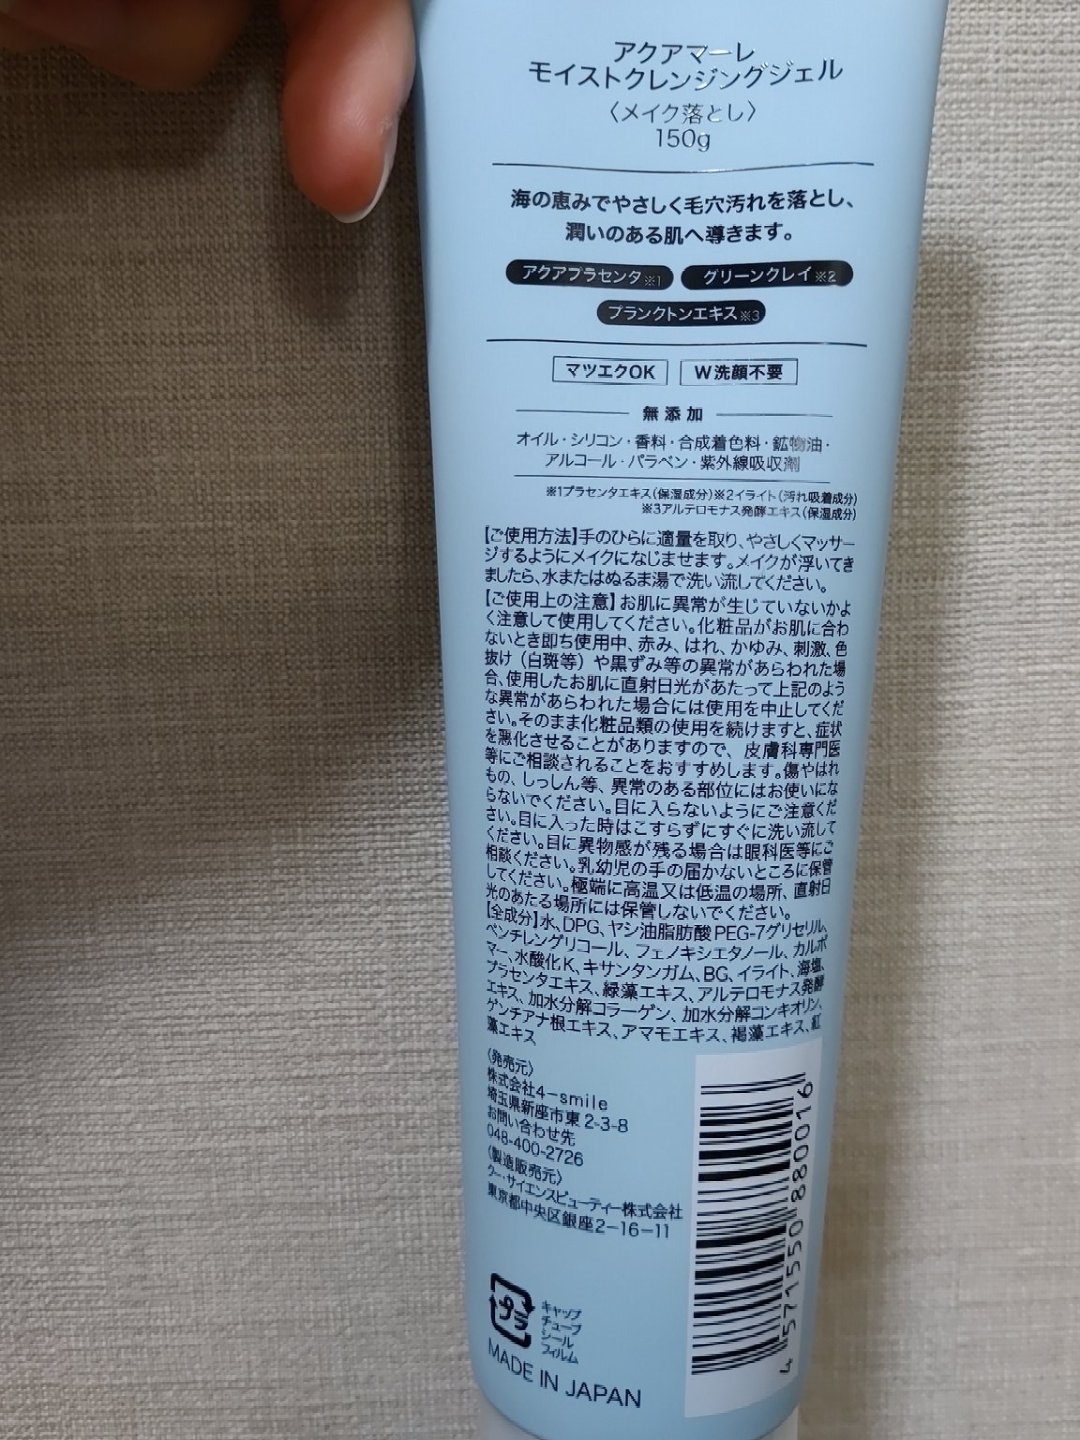 アクアマーレ
モイストクレンジングジェル
〈メイク落とし〉
150g
海の恵みでやさしく毛穴汚れを落とし、
潤いのある肌へ導きます。
アクアプラセンタ※1 グリーンクレイ※2
プランクトンエキス※3
マツエクOK W洗顔不要
無添加
オイル・シリコン・香料・合成着色料・鉱物油・
アルコール・パラベン・紫外線吸収剤
※1プラセンタエキス(保湿成分)※2イライト(汚れ吸着成分)
※3アルテロモナス発酵エキス(保湿成分)
【ご使用方法】手のひらに適量を取り、やさしくマッサー
ジするようにメイクになじませます。メイクが浮いてき
ましたら、水またはぬるま湯で洗い流してください。
【ご使用上の注意】お肌に異常が生じていないかよ
く注意して使用してください。化粧品がお肌に合わ
ないとき即ち使用中、赤み、はれ、かゆみ、刺激、色
抜け（白斑等）や黒ずみ等の異常があらわれた場
合、使用したお肌に直射日光があたって上記のよう
な異常があらわれた場合には使用を中止してくだ
さい。そのまま化粧品類の使用を続けますと、症状
を悪化させることがありますので、皮膚科専門医
等にご相談されることをおすすめします。傷やはれ
もの、しっしん等、異常のある部位にはお使いにな
らないでください。目に入らないようにご注意くだ
さい。目に入った時はこすらずにすぐに洗い流して
ください。目に異物感が残る場合は眼科医等にご
相談ください。乳幼児の手の届かないところに保管
してください。極端に高温又は低温の場所、直射日
光のあたる場所には保管しないでください。
【全成分】水、DPG、ヤシ油脂肪酸PEG-7グリセリル、
ペンチレングリコール、フェノキシエタノール、カルボ
マー、水酸化K、キサンタンガム、BG、イライト、海塩、
プラセンタエキス、緑藻エキス、アルテロモナス発酵
エキス、加水分解コラーゲン、加水分解コンキオリン、
ゲンチアナ根エキス、アマモエキス、褐藻エキス、紅
藻エキス
〈発売元〉
株式会社4-smile
埼玉県新座市東2-3-8
お問い合わせ先
048-400-2726
〈製造販売元〉
クー・サイエンスビューティー株式会社
東京都中央区銀座2-16-11
4571550880016
プラ
キャップ
チューブ
シール
フィルム
MADE IN JAPAN